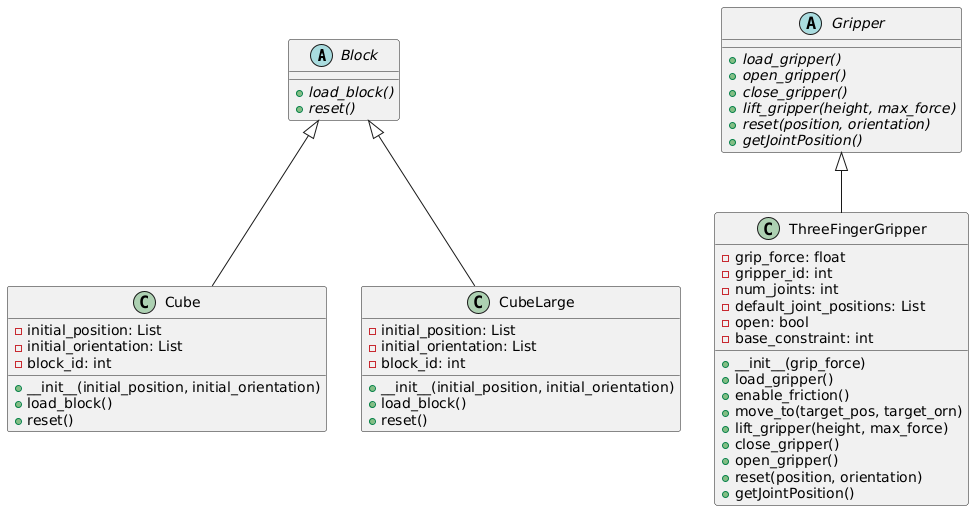 A Block
+ load_block()
+ reset()
A Gripper
load_gripper()
open_gripper()
close_gripper()
lift_gripper(height, max_force)
reset(position, orientation)
getJointPosition()
C Cube
initial_position: List
initial_orientation: List
block_id: int
__init__(initial_position, initial_orientation)
load_block()
reset()
C CubeLarge
initial_position: List
initial_orientation: List
block_id: int
__init__(initial_position, initial_orientation)
load_block()
reset()
C ThreeFingerGripper
grip_force: float
gripper_id: int
num_joints: int
default_joint_positions: List
open: bool
base_constraint: int
__init__(grip_force)
load_gripper()
enable_friction()
move_to(target_pos, target_orn)
lift_gripper(height, max_force)
close_gripper()
open_gripper()
reset(position, orientation)
getJointPosition()